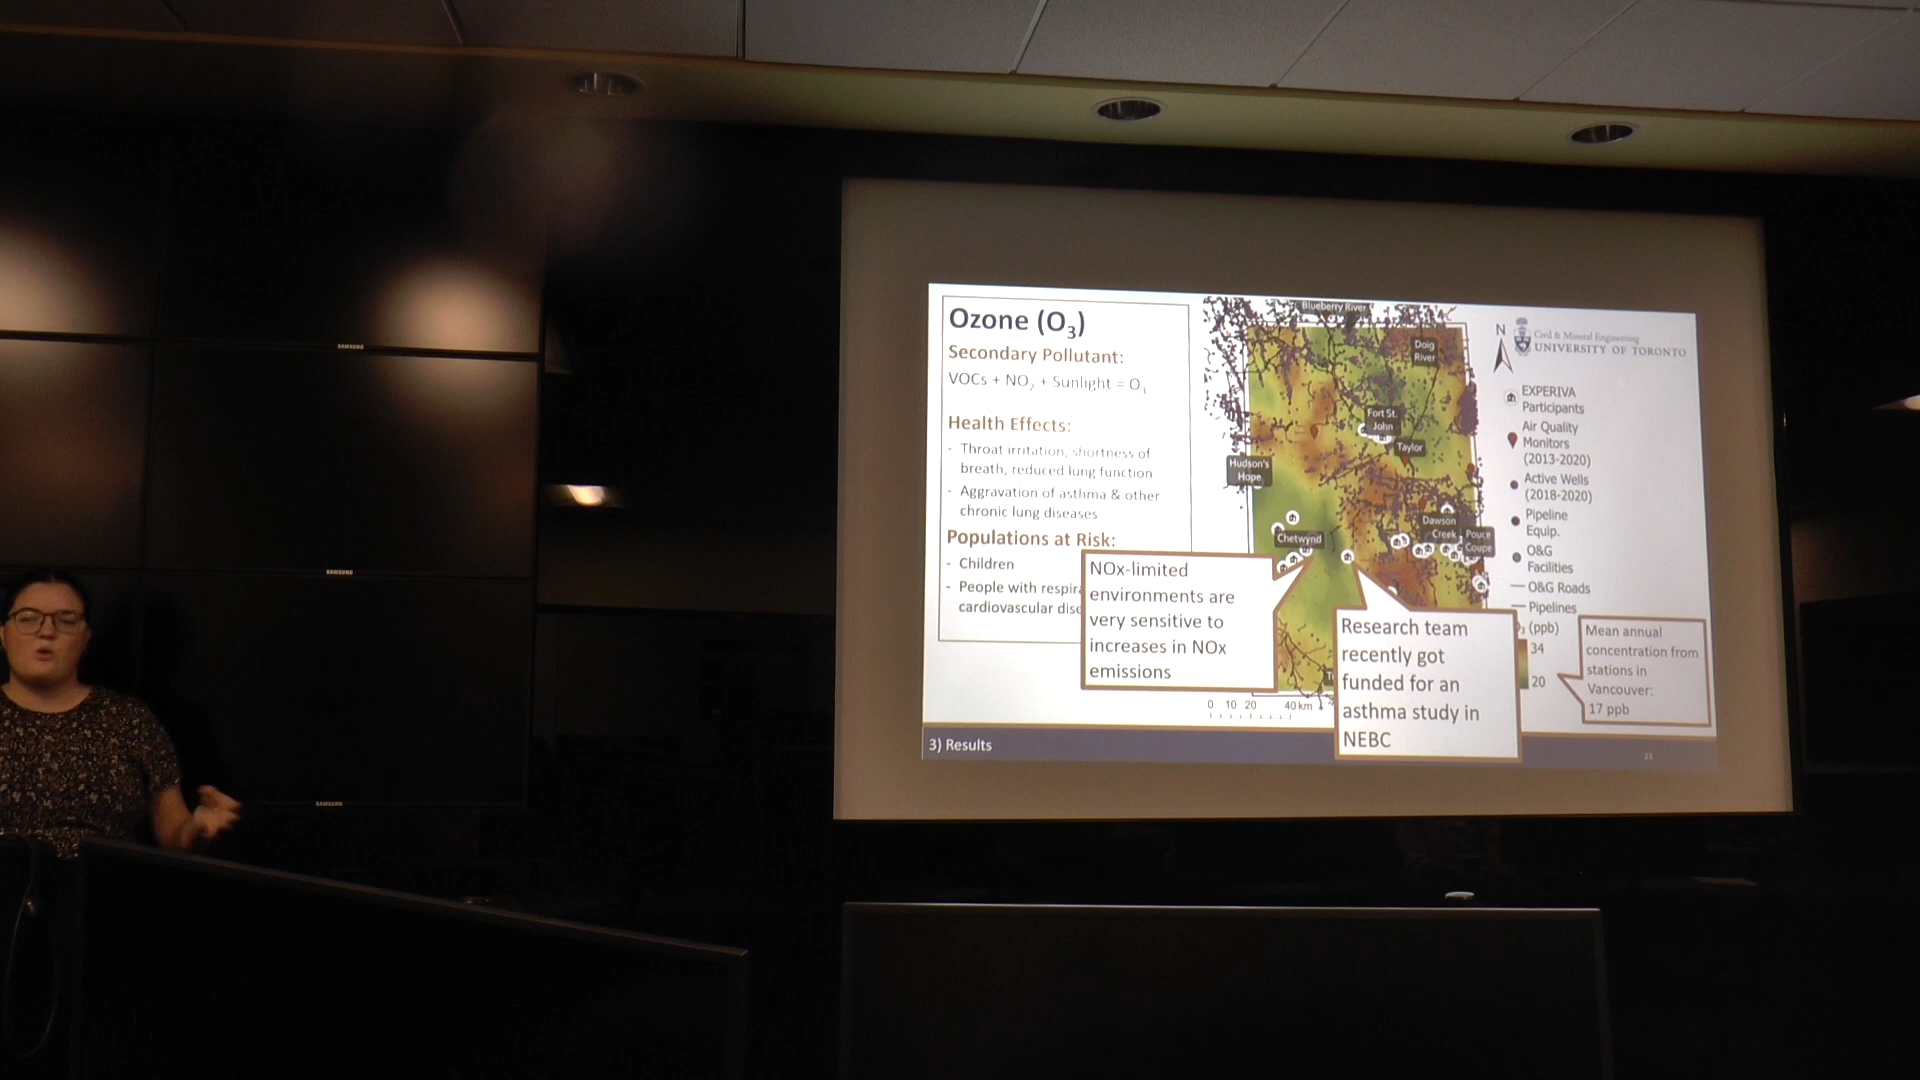 Ozone (O3)
Secondary Pollutant:
VOCs + NO2 + Sunlight = O3
Health Effects:
- Throat irritation, shortness of
breath, reduced lung function
- Aggravation of asthma & other
chronic lung diseases
Populations at Risk:
- Children
- People with respir
cardiovascular dise
NOx-limited
environments are
very sensitive to
increases in NOx
emissions
Research team
recently got
funded for an
asthma study in
NEBC
Blueberry River
Doig
River
Fort St.
John
Taylor
Hudson's
Hope
Chetwynd
Dawson
Creek
Pouce
Coupe
0 10 20 40 km
N
Civil & Mineral Engineering
UNIVERSITY OF TORONTO
EXPERIVA
Participants
Air Quality
Monitors
(2013-2020)
Active Wells
(2018-2020)
Pipeline
Equip.
O&G
Facilities
O&G Roads
Pipelines
(ppb)
34
20
Mean annual
concentration from
stations in
Vancouver:
17 ppb
3) Results
SAMSUNG
SAMSUNG
SAMSUNG